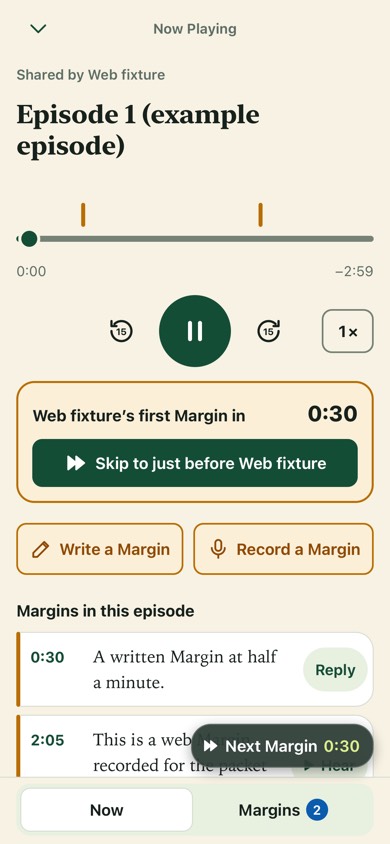 Now Playing
Shared by Web fixture
Episode 1 (example
episode)
0:00
−2:59
15
15
1×
Web fixture’s first Margin in
0:30
Skip to just before Web fixture
Write a Margin
Record a Margin
Margins in this episode
0:30
A written Margin at half
a minute.
Reply
2:05
This is a web Margin
recorded for the packet
Hear
Next Margin 0:30
Now
Margins 2